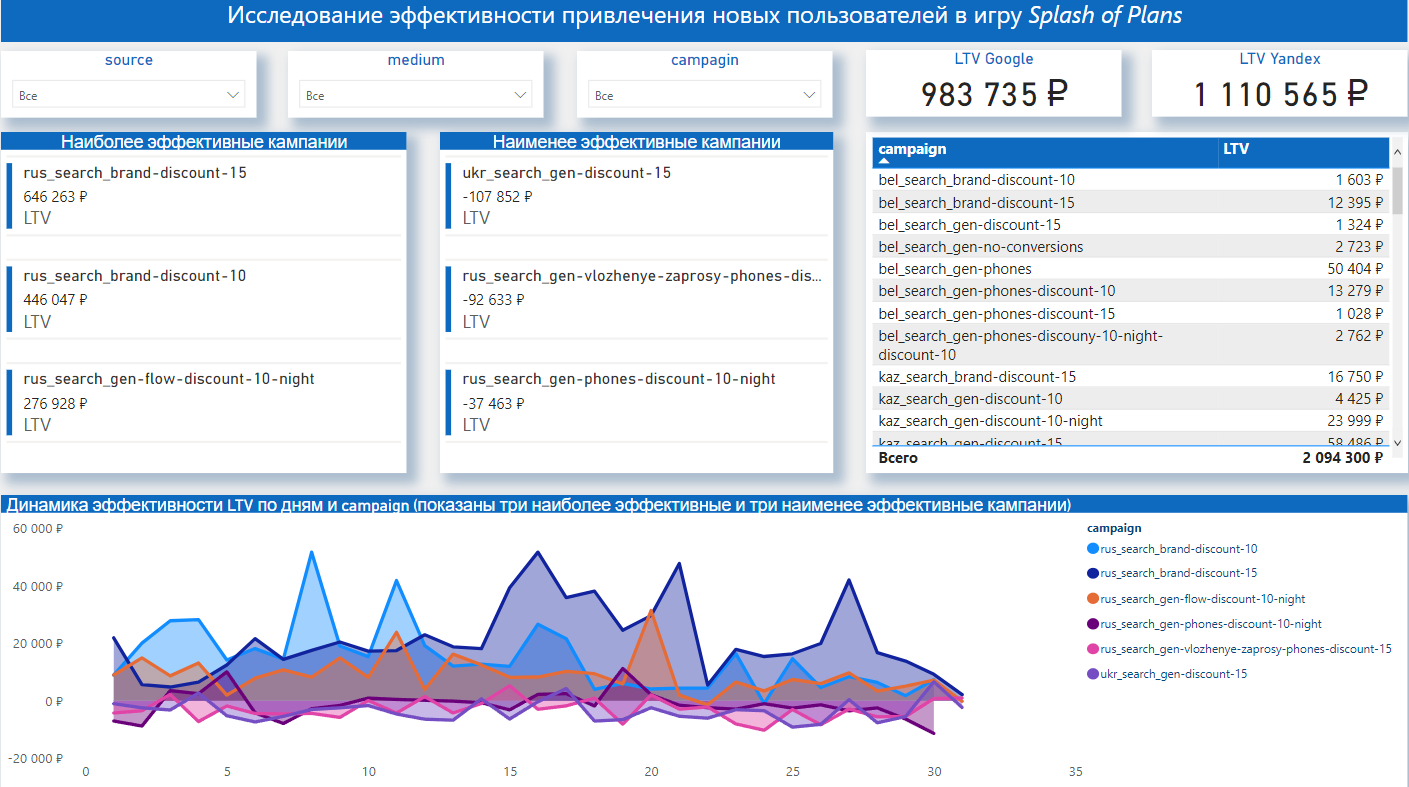 Исследование эффективности привлечения новых пользователей в игру Splash of Plans
source
Все
medium
Все
campagin
Все
LTV Google
983 735 ₽
LTV Yandex
1 110 565 ₽
Наиболее эффективные кампании
rus_search_brand-discount-15
646 263 ₽
LTV
rus_search_brand-discount-10
446 047 ₽
LTV
rus_search_gen-flow-discount-10-night
276 928 ₽
LTV
Наименее эффективные кампании
ukr_search_gen-discount-15
-107 852 ₽
LTV
rus_search_gen-vlozhenye-zaprosy-phones-dis...
-92 633 ₽
LTV
rus_search_gen-phones-discount-10-night
-37 463 ₽
LTV
campaign LTV
bel_search_brand-discount-10 1 603 ₽
bel_search_brand-discount-15 12 395 ₽
bel_search_gen-discount-15 1 324 ₽
bel_search_gen-no-conversions 2 723 ₽
bel_search_gen-phones 50 404 ₽
bel_search_gen-phones-discount-10 13 279 ₽
bel_search_gen-phones-discount-15 1 028 ₽
bel_search_gen-phones-discouny-10-night- 2 762 ₽
discount-10
kaz_search_brand-discount-15 16 750 ₽
kaz_search_gen-discount-10 4 425 ₽
kaz_search_gen-discount-10-night 23 999 ₽
kaz_search_gen-discount-15 58 486 ₽
Всего 2 094 300 ₽
Динамика эффективности LTV по дням и campaign (показаны три наиболее эффективные и три наименее эффективные кампании)
60 000 ₽
40 000 ₽
20 000 ₽
0 ₽
-20 000 ₽
0 5 10 15 20 25 30 35
campaign
rus_search_brand-discount-10
rus_search_brand-discount-15
rus_search_gen-flow-discount-10-night
rus_search_gen-phones-discount-10-night
rus_search_gen-vlozhenye-zaprosy-phones-discount-15
ukr_search_gen-discount-15